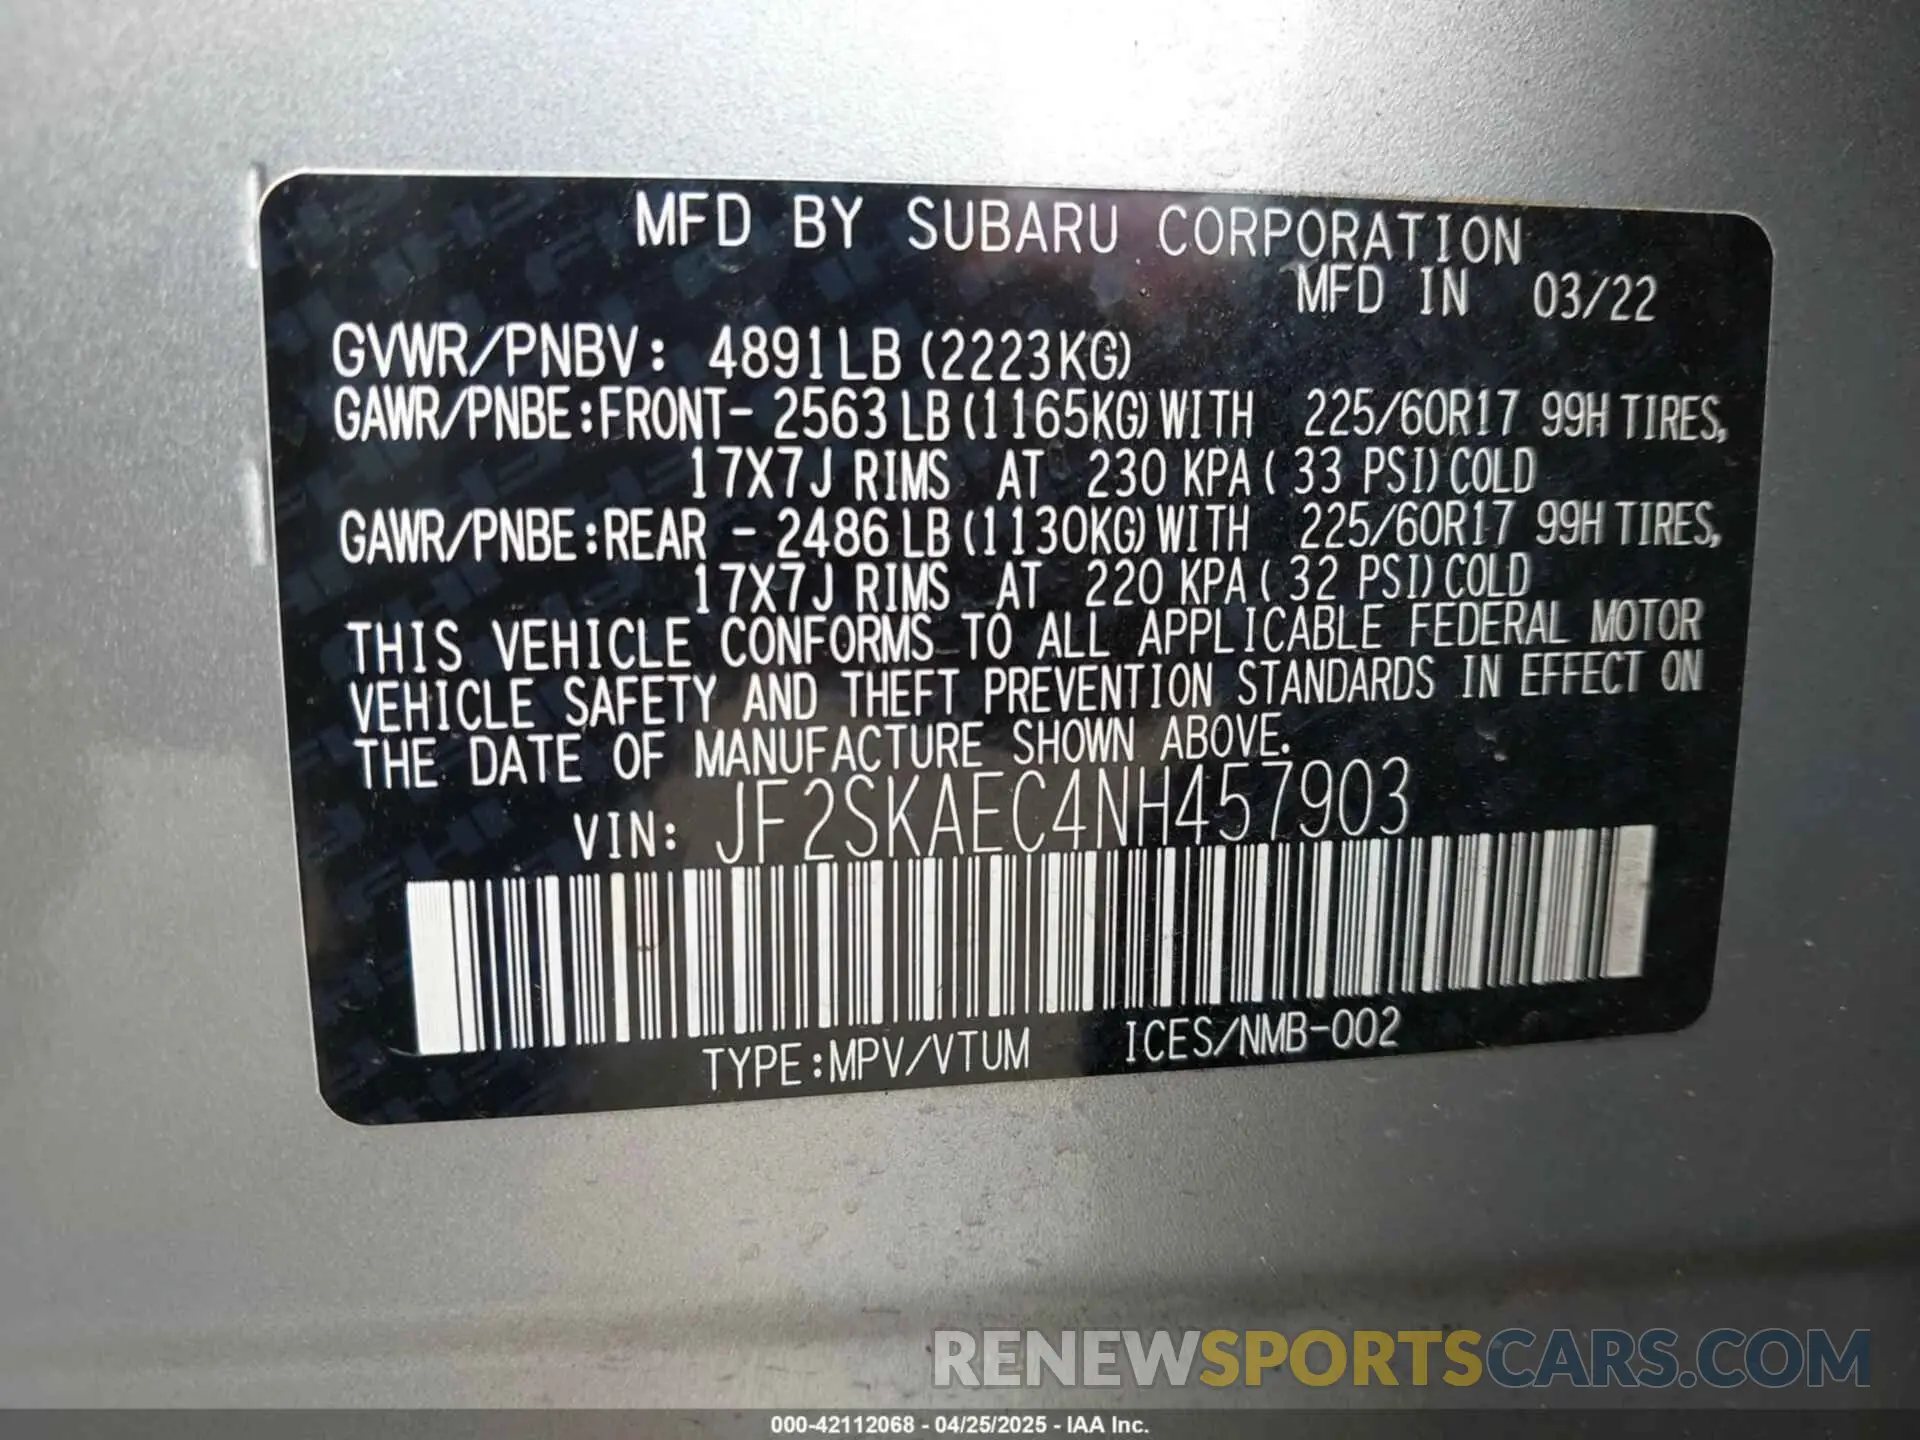 MFD BY SUBARU CORPORATION
MFD IN 03/22
GVWR/PNBV: 4891LB (2223KG)
GAWR/PNBE:FRONT- 2563 LB (1165KG) WITH 225/60R17 99H TIRES,
17X7J RIMS AT 230 KPA ( 33 PSI) COLD
GAWR/PNBE:REAR - 2486 LB (1130KG) WITH 225/60R17 99H TIRES,
17X7J RIMS AT 220 KPA ( 32 PSI) COLD
THIS VEHICLE CONFORMS TO ALL APPLICABLE FEDERAL MOTOR
VEHICLE SAFETY AND THEFT PREVENTION STANDARDS IN EFFECT ON
THE DATE OF MANUFACTURE SHOWN ABOVE.
VIN: JF2SKAEC4NH457903
TYPE:MPV/VTUM ICES/NMB-002
RENEWSPORTSCARS.COM
000-42112068 - 04/25/2025 - IAA Inc.